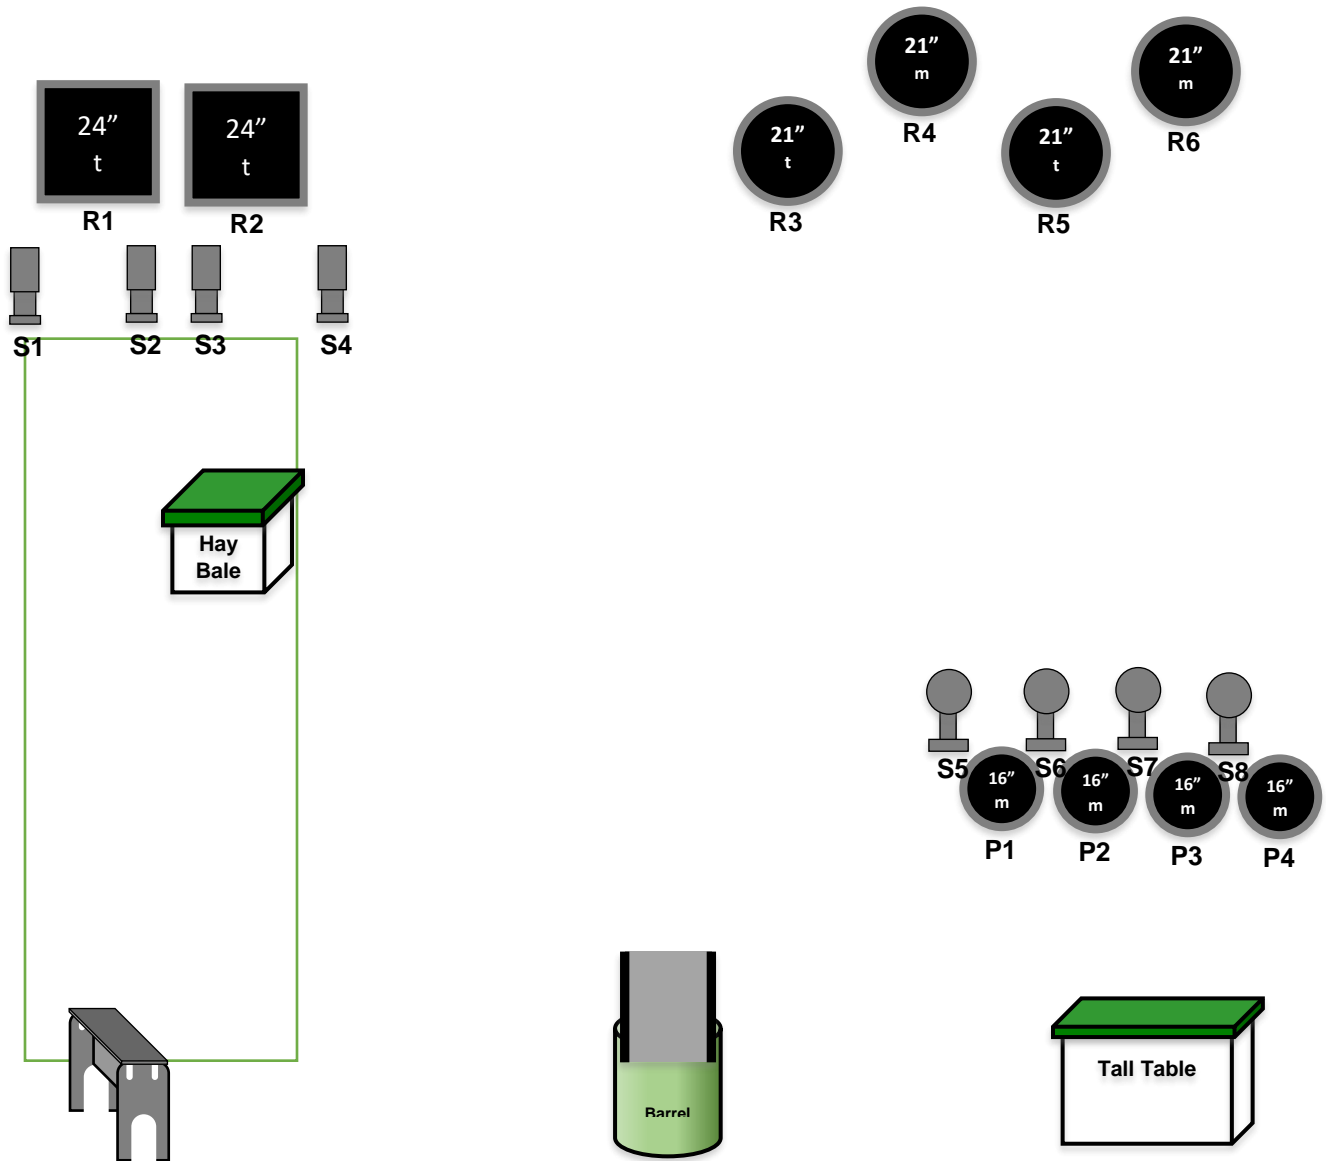 24”
t
R1
24”
t
R2
21”
t
R3
21”
m
R4
21”
t
R5
21”
m
R6
S1
S2
S3
S4
Hay
Bale
S5
S6
S7
S8
16”
m
P1
16”
m
P2
16”
m
P3
16”
m
P4
Barrel
Tall Table